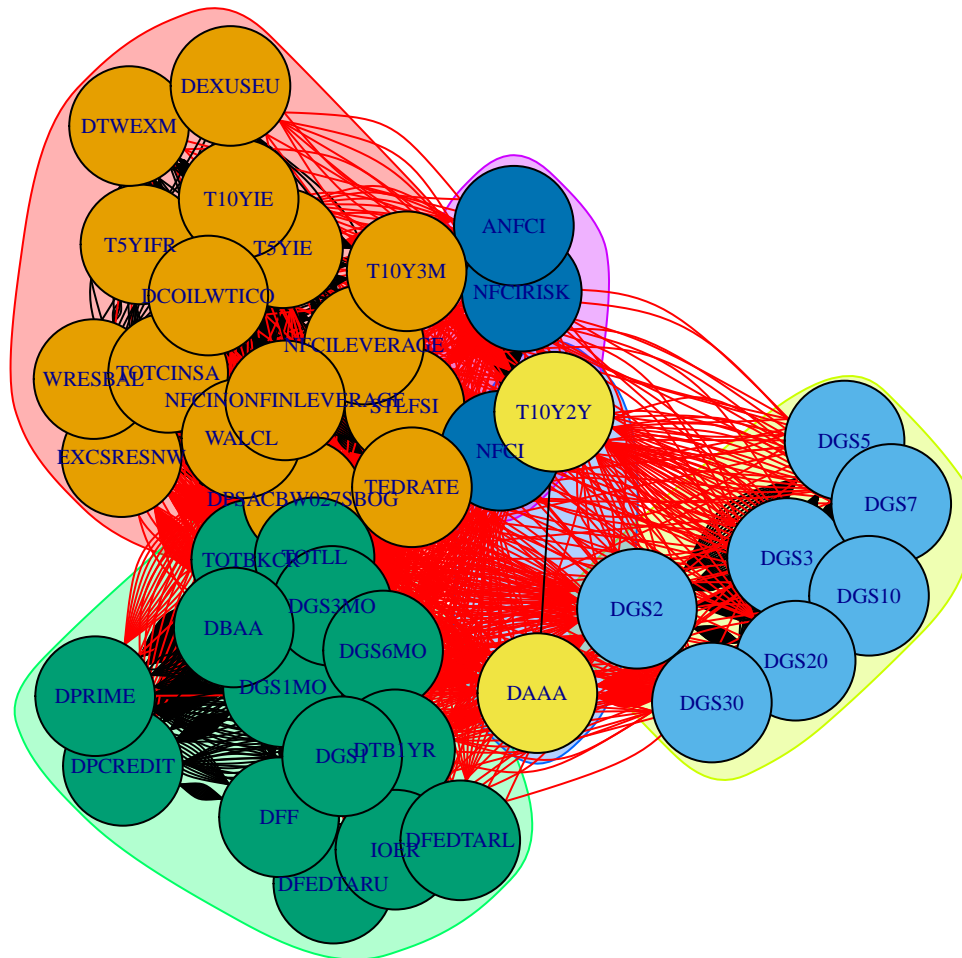 DEXUSEU
DTWEXM
T10YIE
ANFCI
T5YIFR
T5YIE
T10Y3M
DCOILWTICO
NFCIRISK
NFCILEVERAGE
WRESBAL
TOTCINSA
NFCINONFINLEVERAGE
STLFSI
T10Y2Y
WALCL
DGS5
EXCSRESNW
NFCI
TEDRATE
DPSACBW027SBOG
DGS7
TOTBKCR
TOTLL
DGS3
DGS3MO
DGS2
DGS10
DBAA
DGS6MO
DGS20
DPRIME
DGS1MO
DAAA
DGS30
DGS1
DTB1YR
DPCREDIT
DFF
IOER
DFEDTARL
DFEDTARU